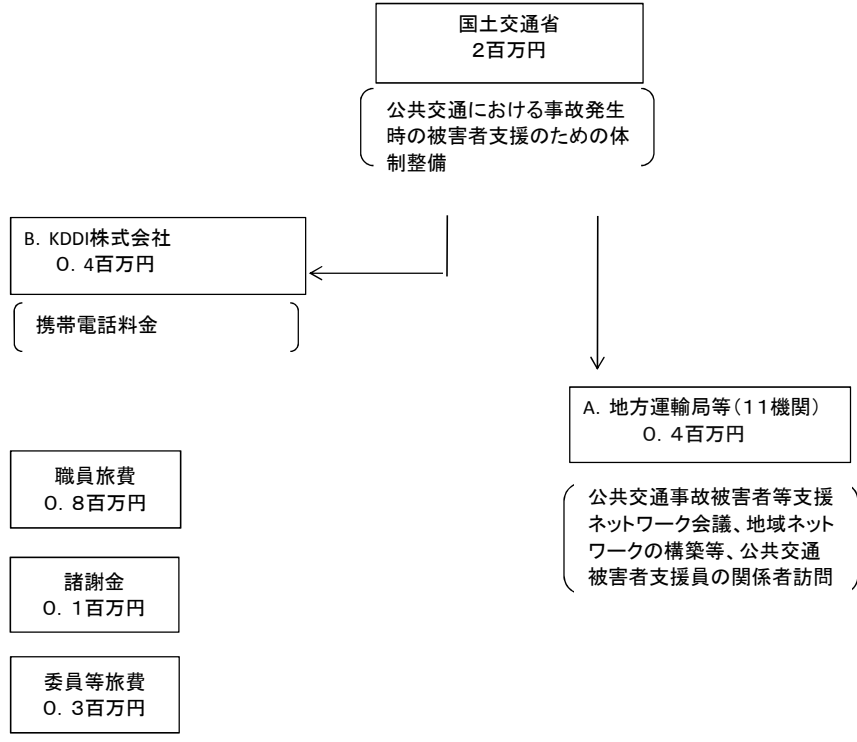 国土交通省
２百万円
公共交通における事故発生
時の被害者支援のための体
制整備
B. KDDI株式会社
０．４百万円
携帯電話料金
A. 地方運輸局等（１１機関）
０．４百万円
公共交通事故被害者等支援
ネットワーク会議、地域ネット
ワークの構築等、公共交通
被害者支援員の関係者訪問
職員旅費
０．８百万円
諸謝金
０．１百万円
委員等旅費
０．３百万円